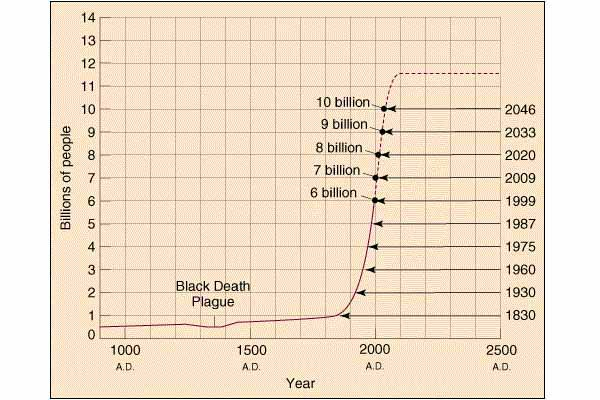 14
13
12
11
10
9
8
7
6
5
4
3
2
1
0
Billions of people
10 billion
9 billion
8 billion
7 billion
6 billion
2046
2033
2020
2009
1999
1987
1975
1960
1930
1830
Black Death
Plague
1000 1500 2000 2500
A.D. A.D. A.D. A.D.
Year